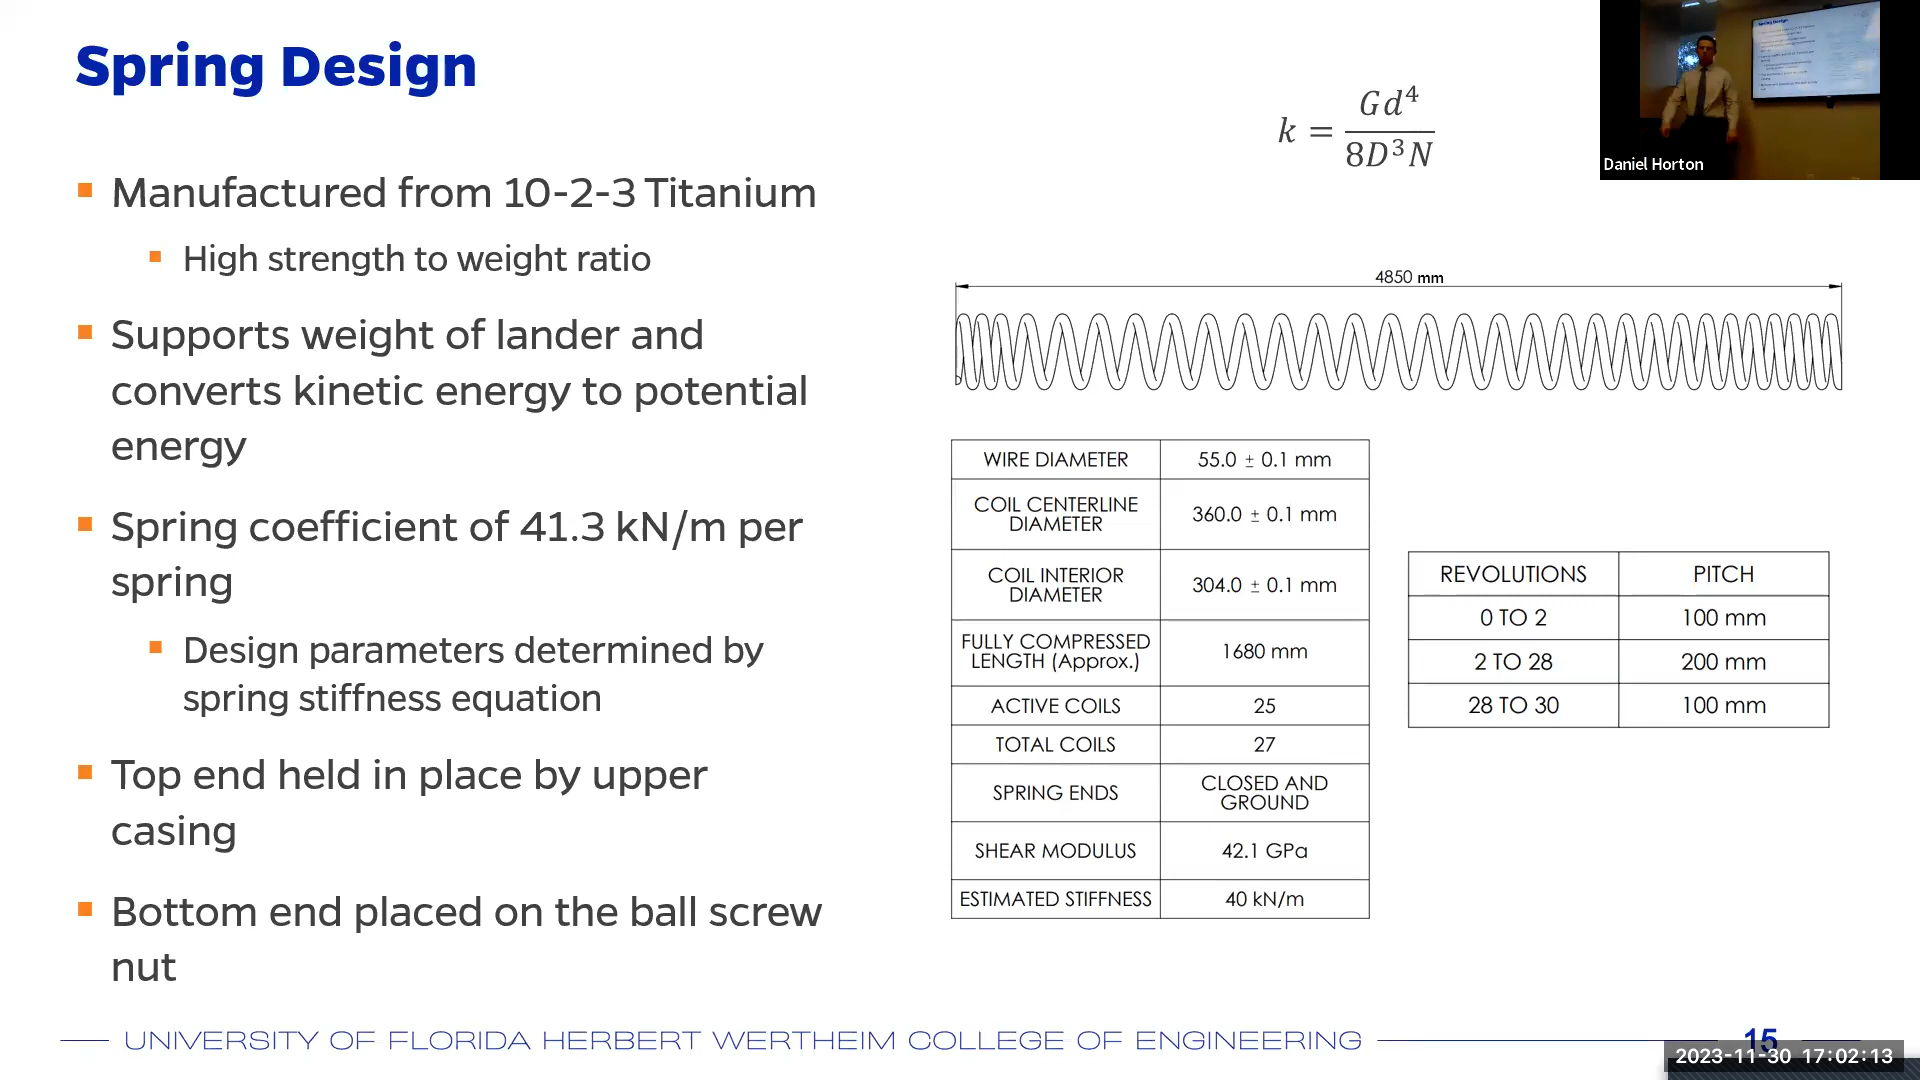 Spring Design
Manufactured from 10-2-3 Titanium
High strength to weight ratio
Supports weight of lander and
converts kinetic energy to potential
energy
Spring coefficient of 41.3 kN/m per
spring
Design parameters determined by
spring stiffness equation
Top end held in place by upper
casing
Bottom end placed on the ball screw
nut
k = Gd⁴
8D³N
Daniel Horton
4850 mm
WIRE DIAMETER 55.0 ± 0.1 mm
COIL CENTERLINE
DIAMETER 360.0 ± 0.1 mm
COIL INTERIOR
DIAMETER 304.0 ± 0.1 mm
FULLY COMPRESSED
LENGTH (Approx.) 1680 mm
ACTIVE COILS 25
TOTAL COILS 27
SPRING ENDS CLOSED AND
GROUND
SHEAR MODULUS 42.1 GPa
ESTIMATED STIFFNESS 40 kN/m
REVOLUTIONS PITCH
0 TO 2 100 mm
2 TO 28 200 mm
28 TO 30 100 mm
UNIVERSITY OF FLORIDA HERBERT WERTHEIM COLLEGE OF ENGINEERING
15
2023-11-30 17:02:13